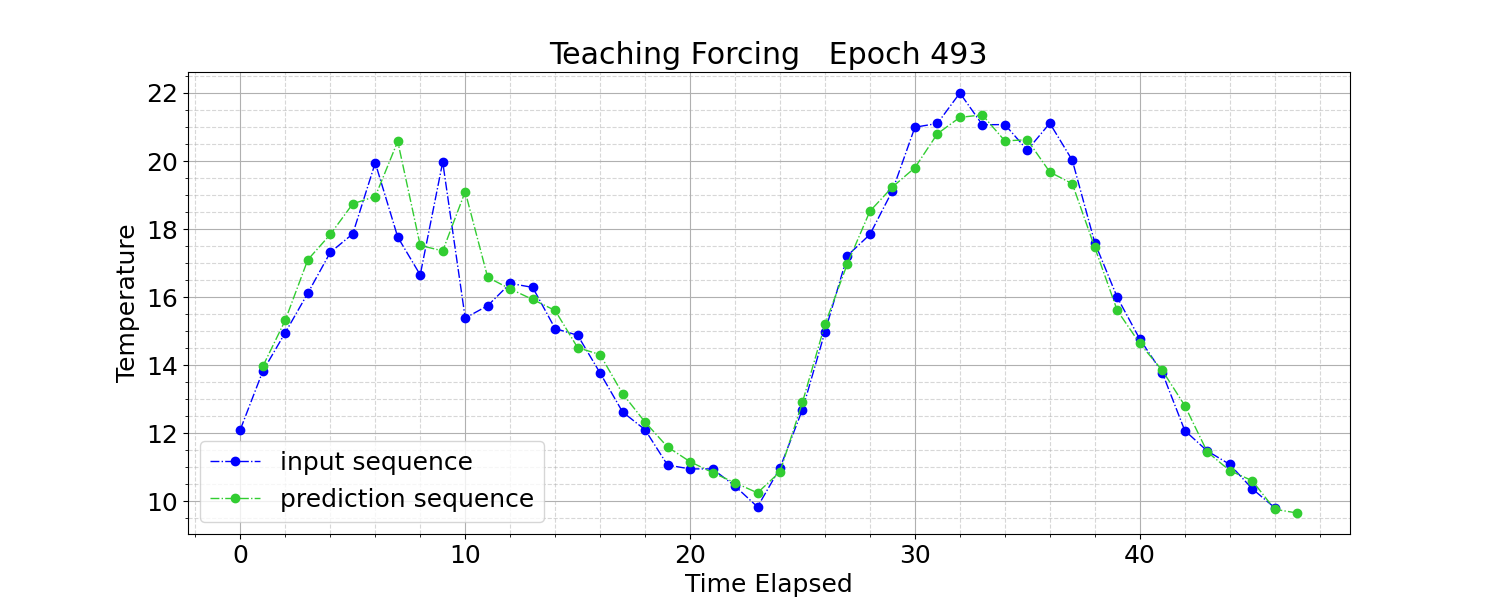 Teaching Forcing   Epoch 493
22
20
18
16
14
12
10
Temperature
input sequence
prediction sequence
0 10 20 30 40
Time Elapsed